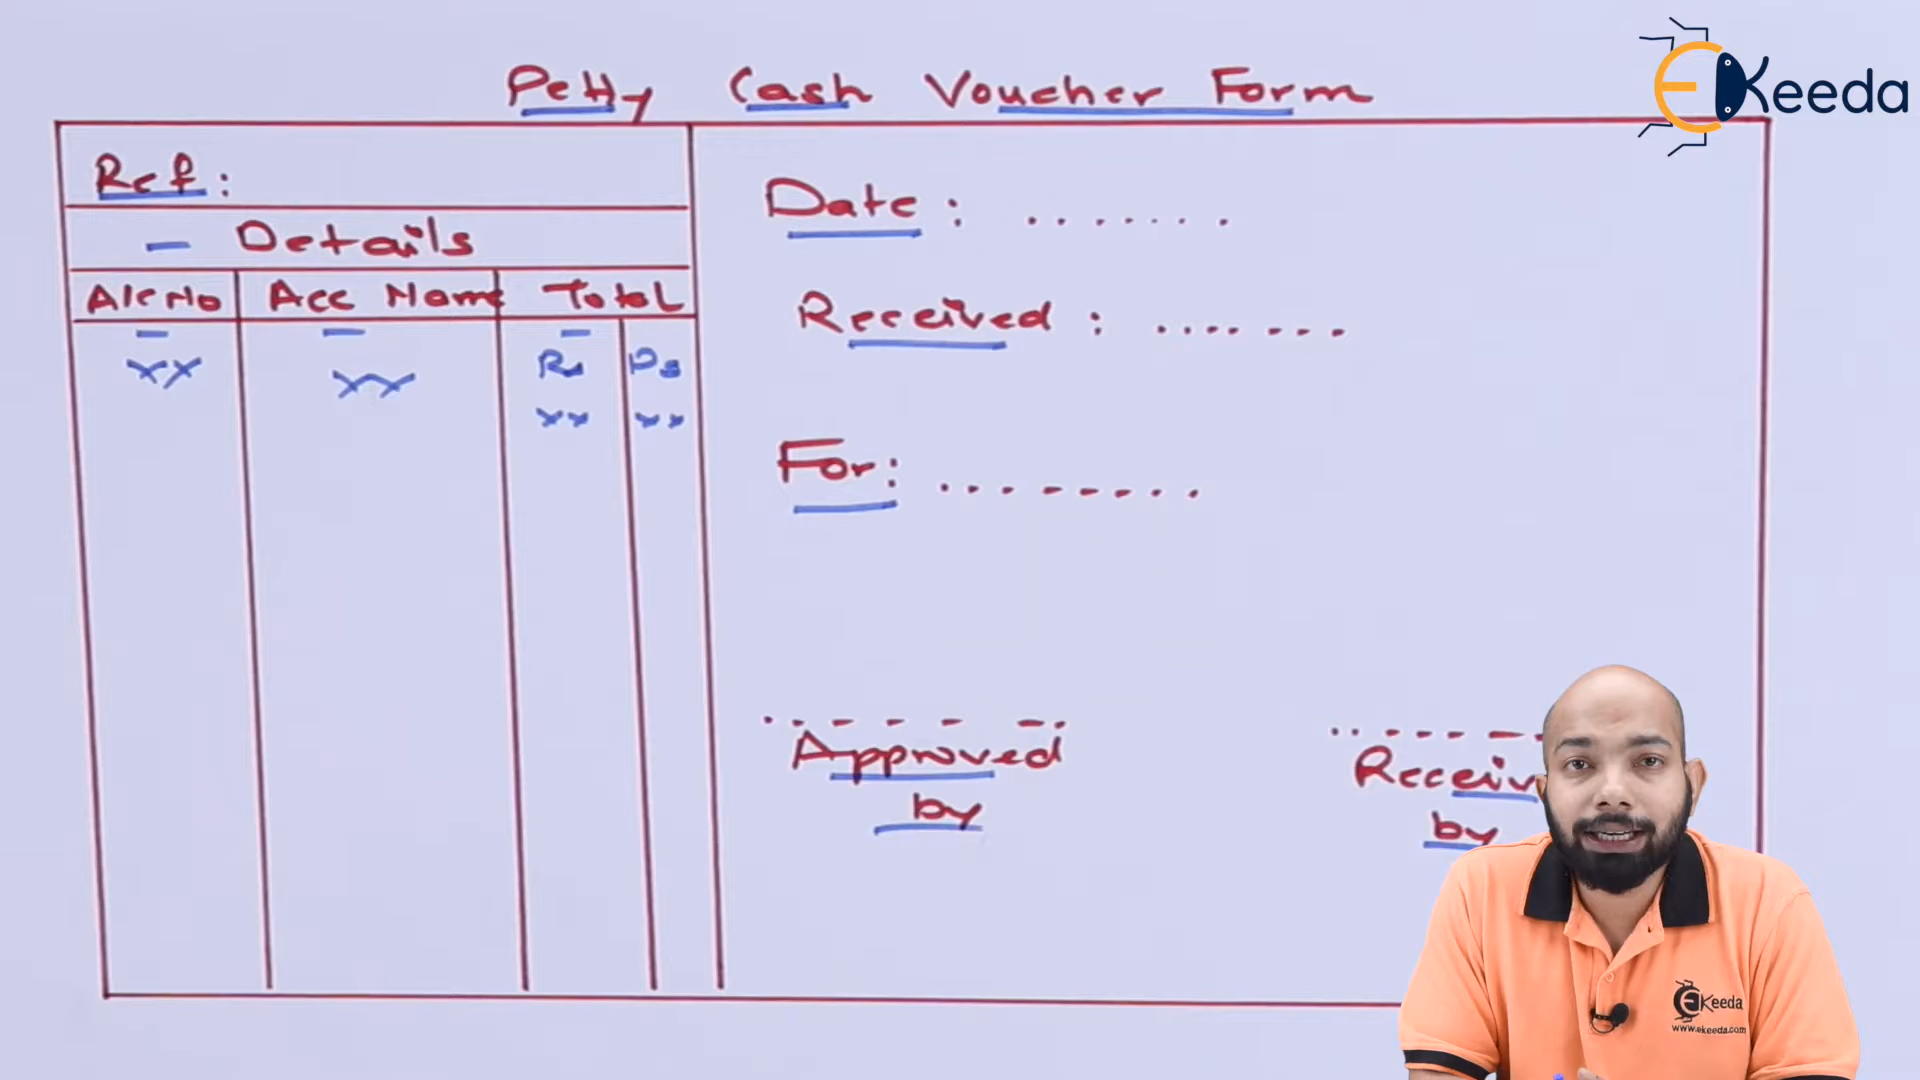 Petty Cash Voucher Form
EKeeda
Ref:
Details
A/c No Acc Name Total
Rs Ps
xx xx xx xx
Date : .......
Received : .......
For: ........
Approved
by
Receiv
by
EKeeda
www.ekeeda.com